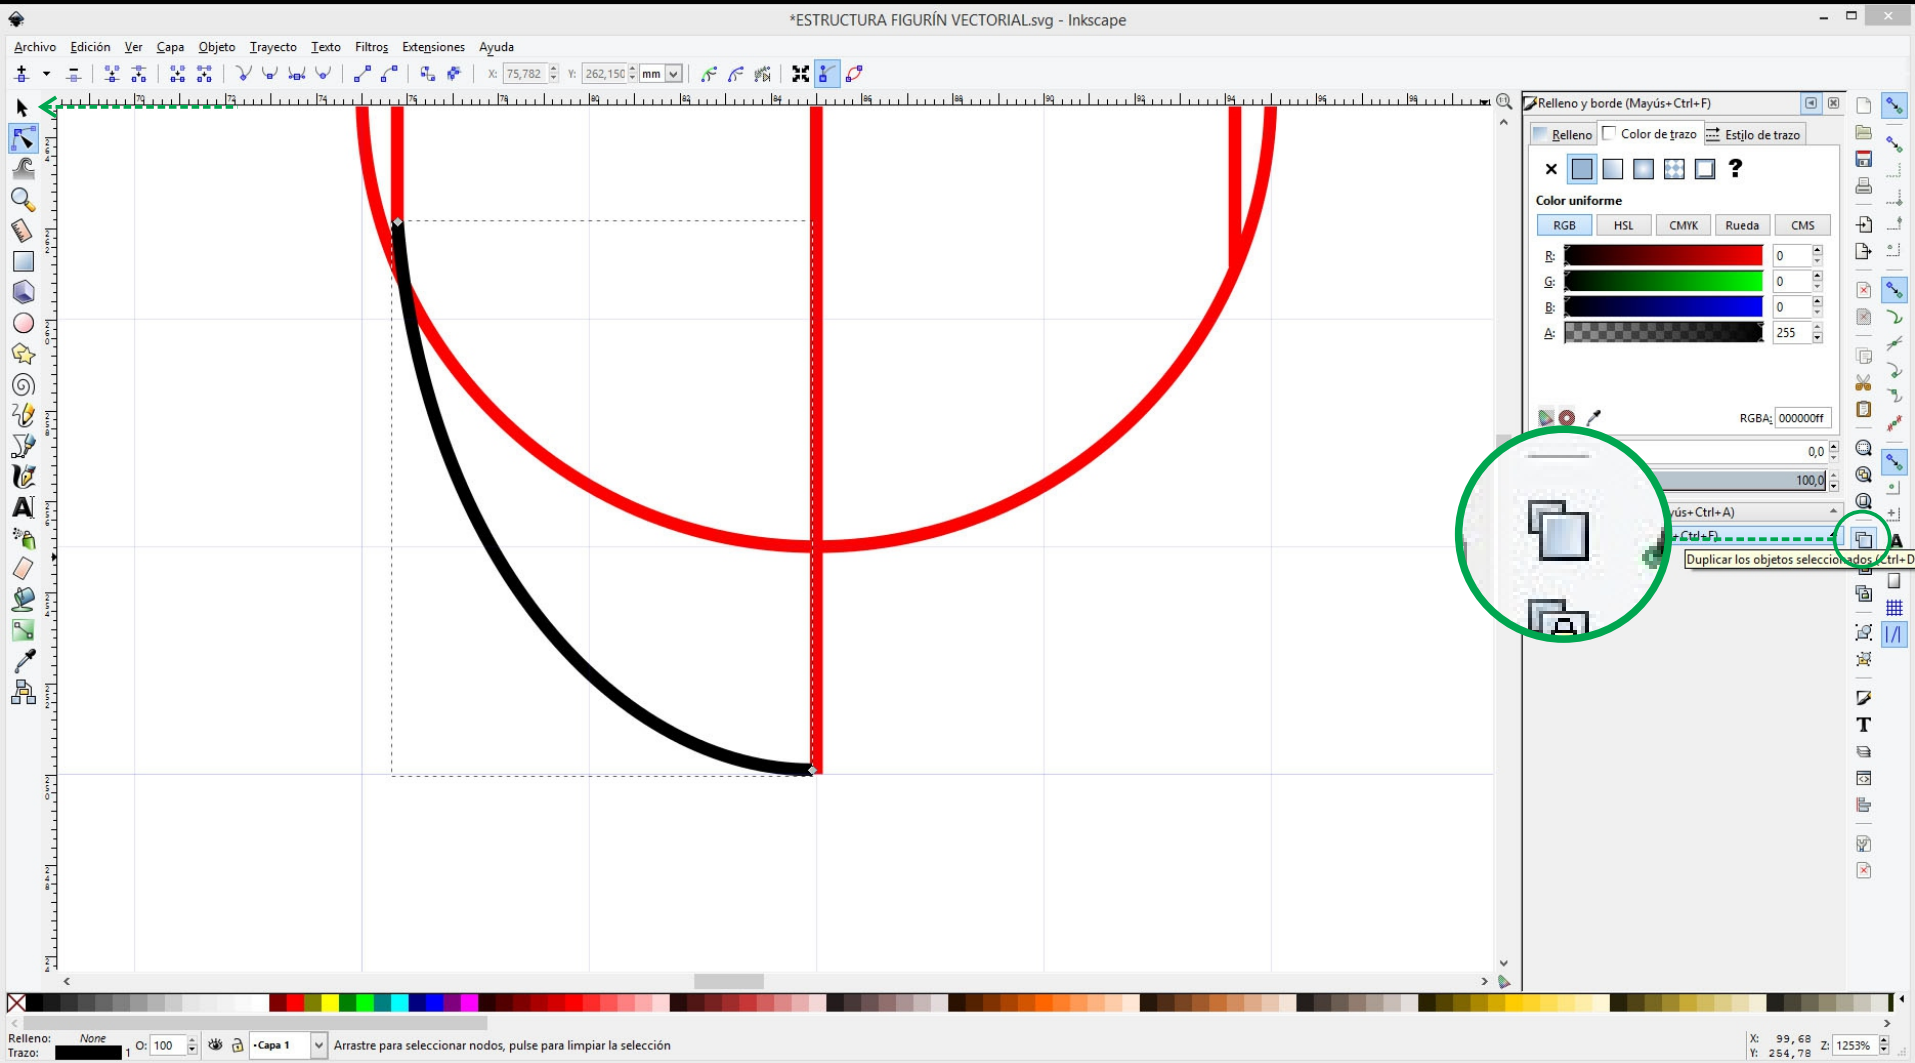 *ESTRUCTURA FIGURÍN VECTORIAL.svg - Inkscape
Archivo Edición Ver Capa Objeto Trayecto Texto Filtros Extensiones Ayuda
X: 75,782 Y: 262,150 mm
Relleno y borde (Mayús+Ctrl+F)
Relleno Color de trazo Estilo de trazo
?
Color uniforme
RGB HSL CMYK Rueda CMS
R: 0
G: 0
B: 0
A: 255
RGBA: 000000ff
0,0
100,0
yús+Ctrl+A)
+Ctrl+F)
Duplicar los objetos seleccionados (Ctrl+D
Relleno: None
Trazo: 1
O: 100
Capa 1
Arrastre para seleccionar nodos, pulse para limpiar la selección
X: 99,68
Y: 254,78
Z: 1253%